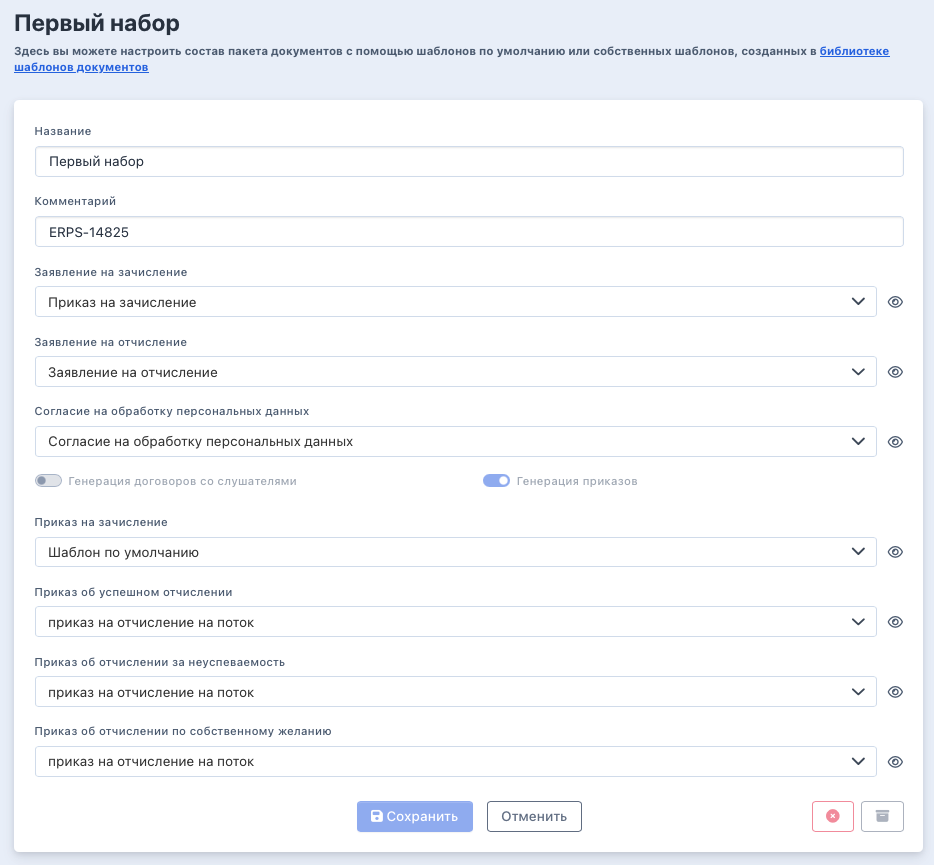 Первый набор
Здесь вы можете настроить состав пакета документов с помощью шаблонов по умолчанию или собственных шаблонов, созданных в библиотеке
шаблонов документов
Название
Первый набор
Комментарий
ERPS-14825
Заявление на зачисление
Приказ на зачисление
Заявление на отчисление
Заявление на отчисление
Согласие на обработку персональных данных
Согласие на обработку персональных данных
Генерация договоров со слушателями
Генерация приказов
Приказ на зачисление
Шаблон по умолчанию
Приказ об успешном отчислении
приказ на отчисление на поток
Приказ об отчислении за неуспеваемость
приказ на отчисление на поток
Приказ об отчислении по собственному желанию
приказ на отчисление на поток
Сохранить
Отменить